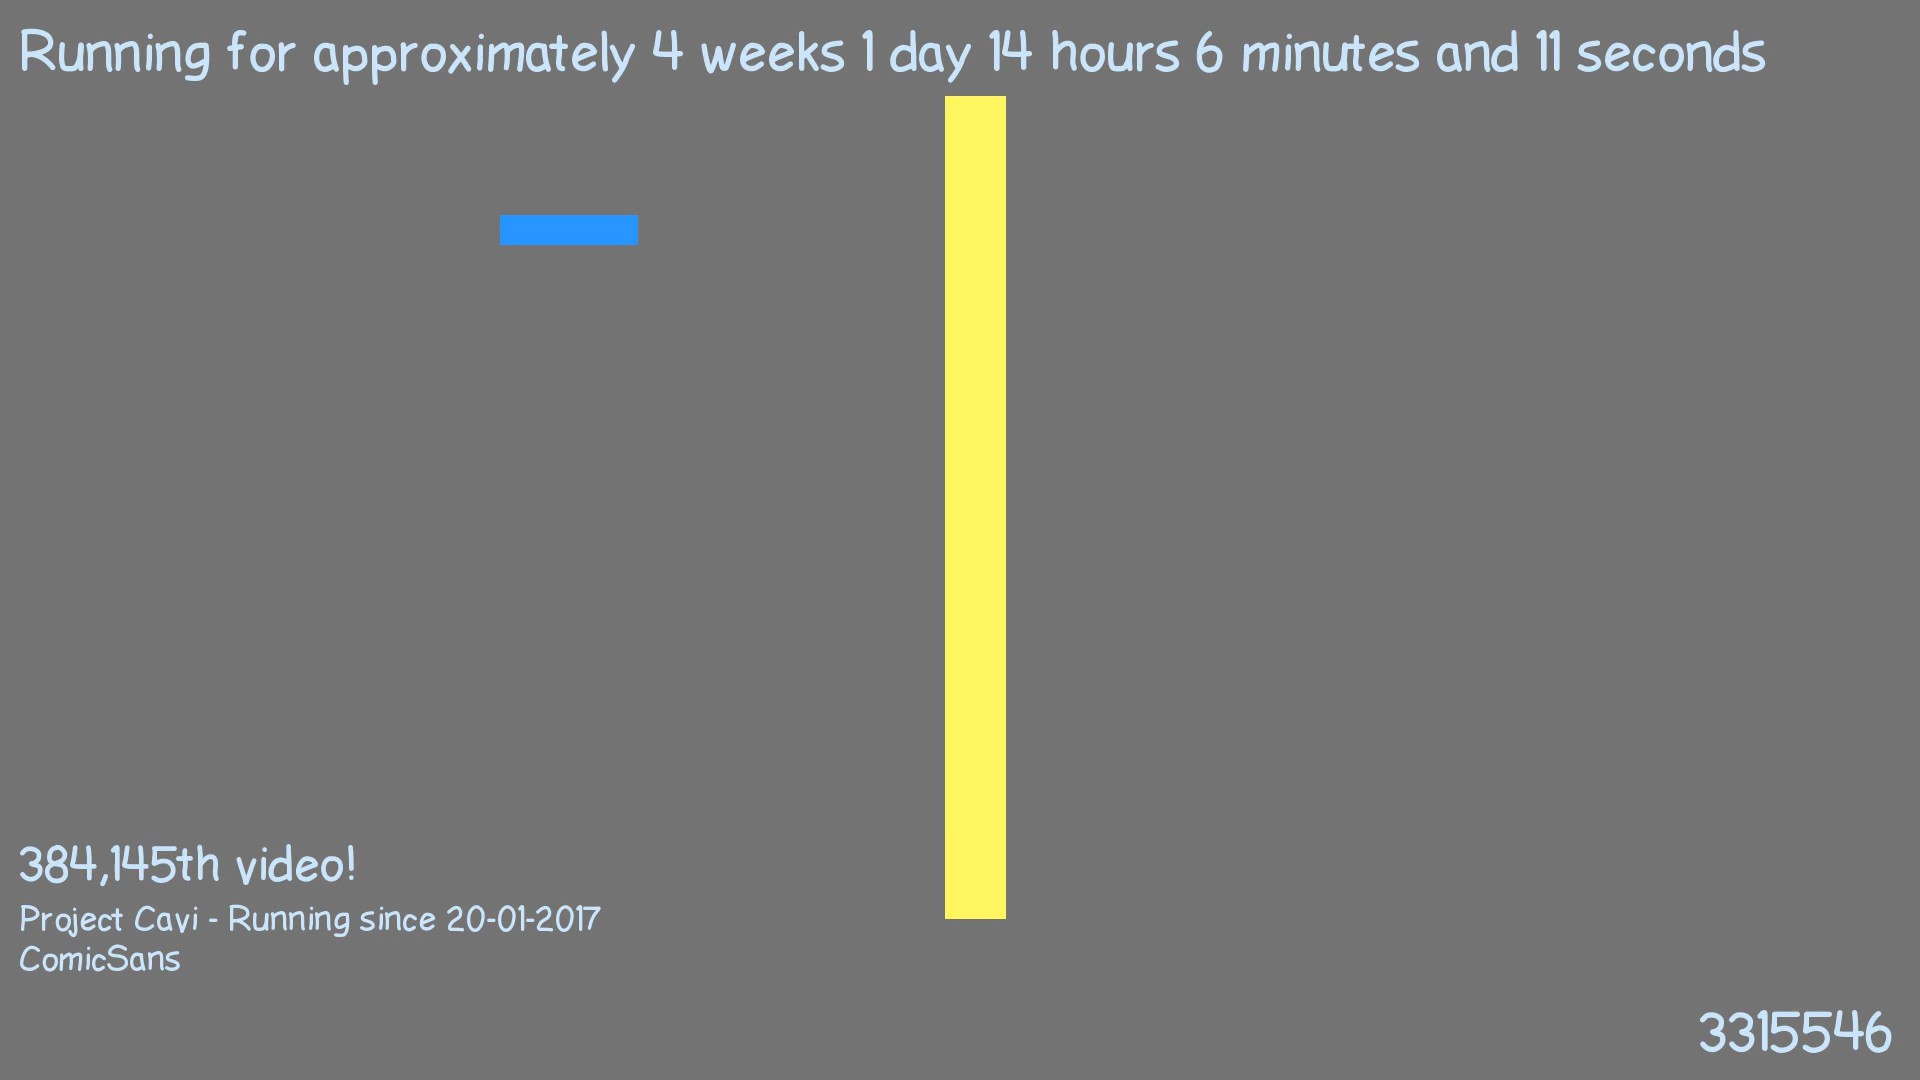 Running for approximately 4 weeks 1 day 14 hours 6 minutes and 11 seconds
384,145th video!
Project Cavi - Running since 20-01-2017
ComicSans
3315546